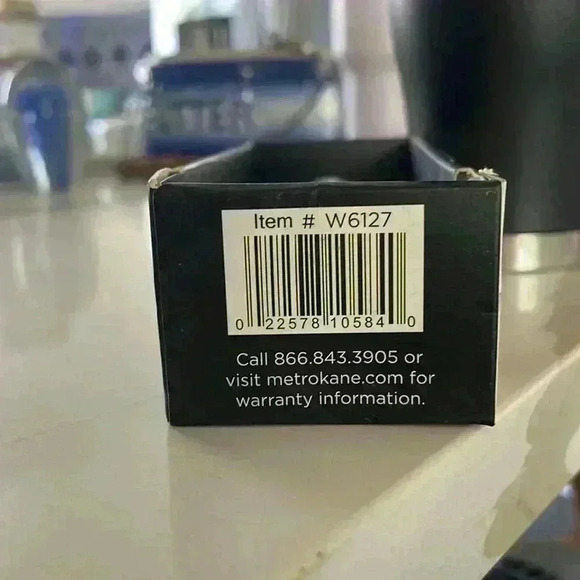 Item # W6127
0 22578 10584 0
Call 866.843.3905 or
visit metrokane.com for
warranty information.